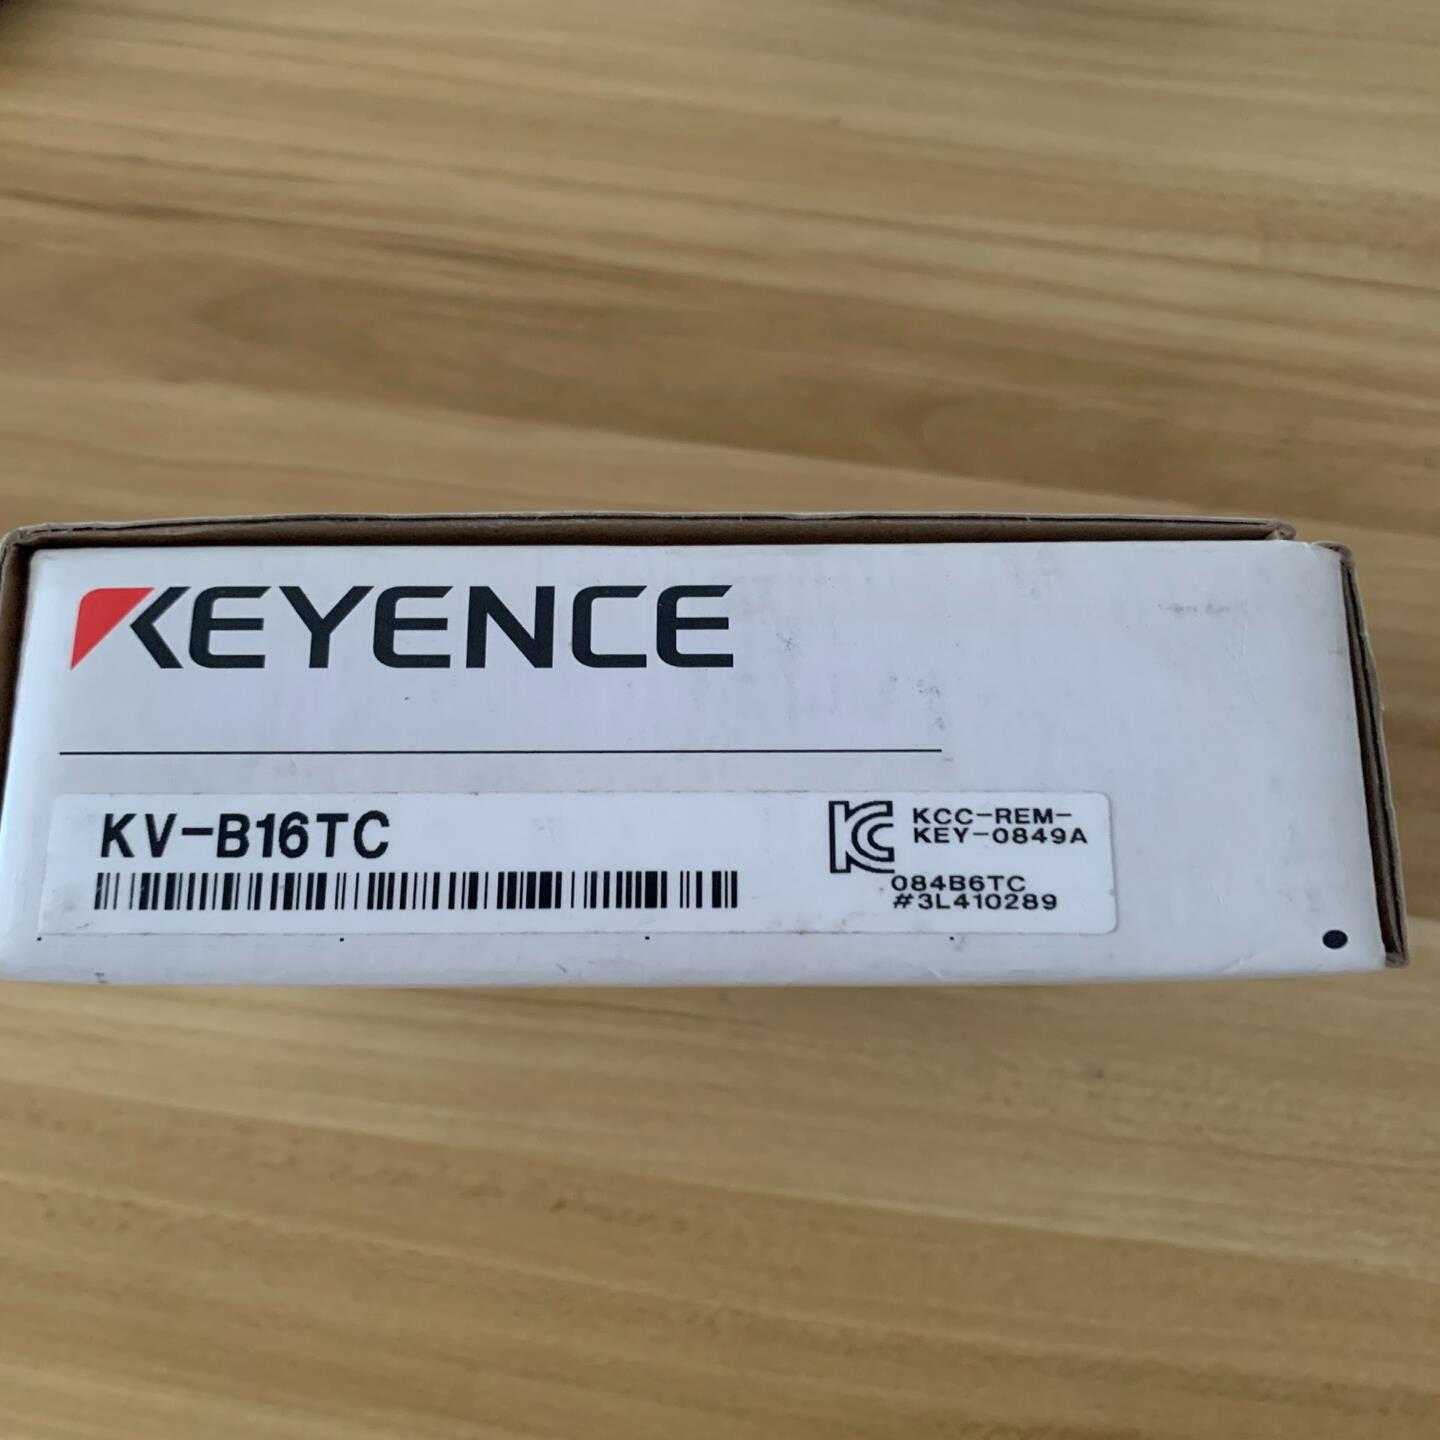 KEYENCE
KV-B16TC
KCC-REM-
KEY-0849A
084B6TC
#3L410289